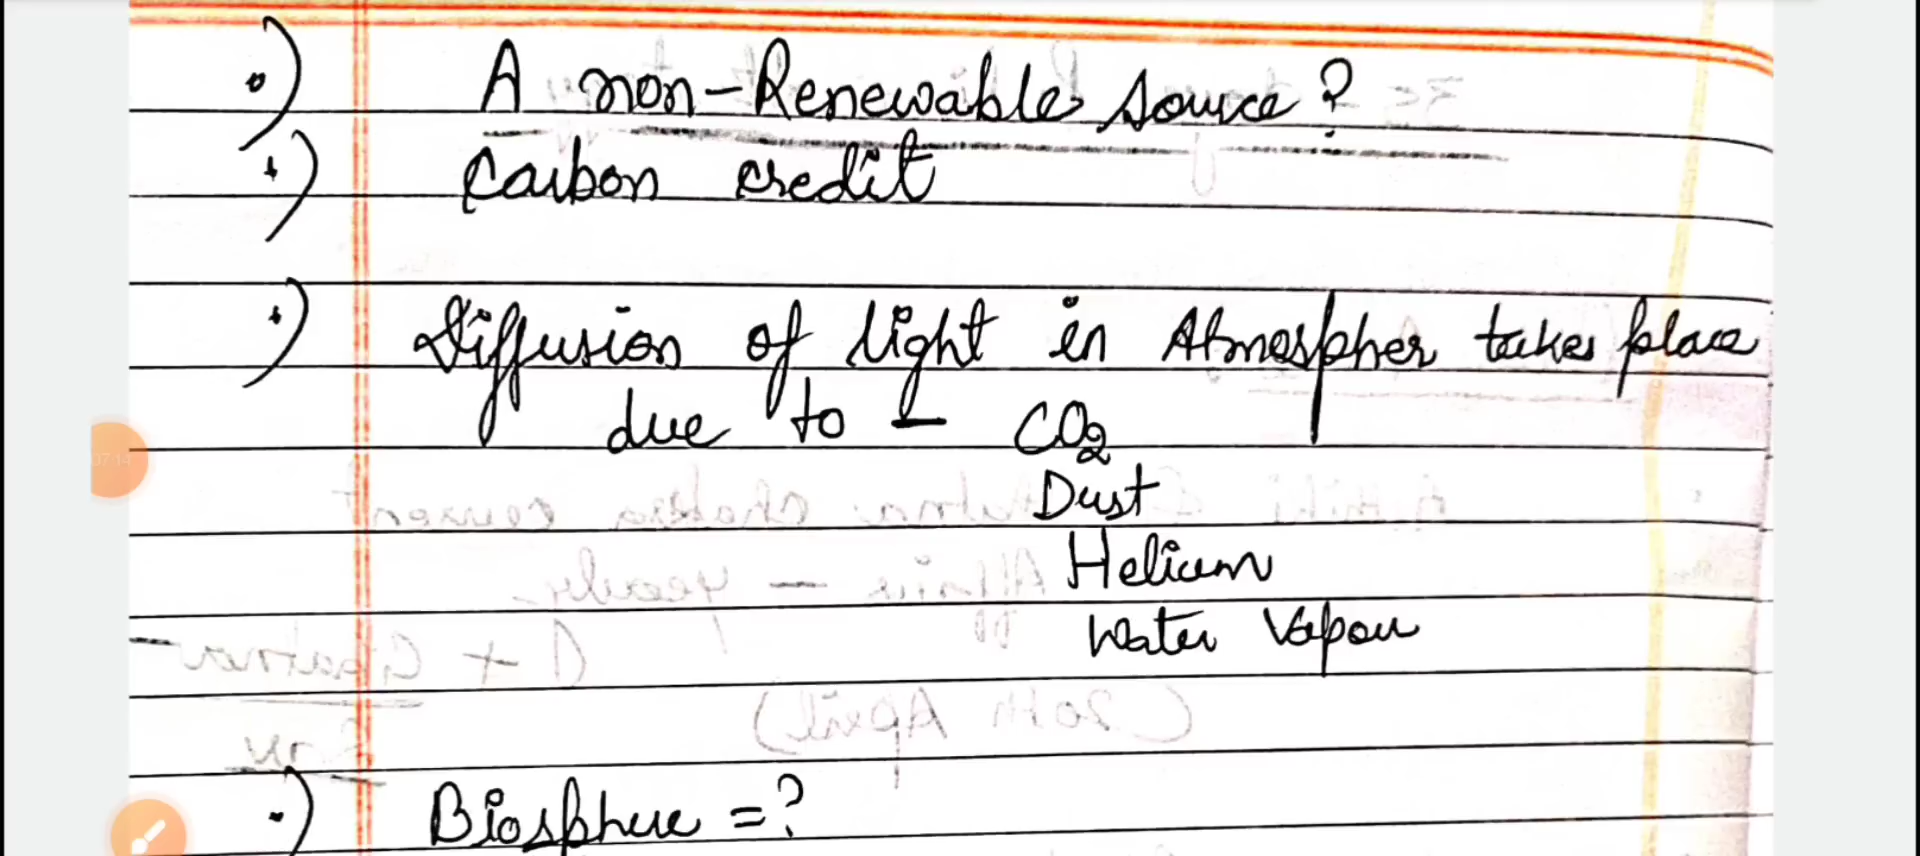 A non-Renewable source?
Carbon credit
Diffusion of light in Atmospher takes place
due to - CO2
Dust
Helium
Water Vapour
Biosphere = ?